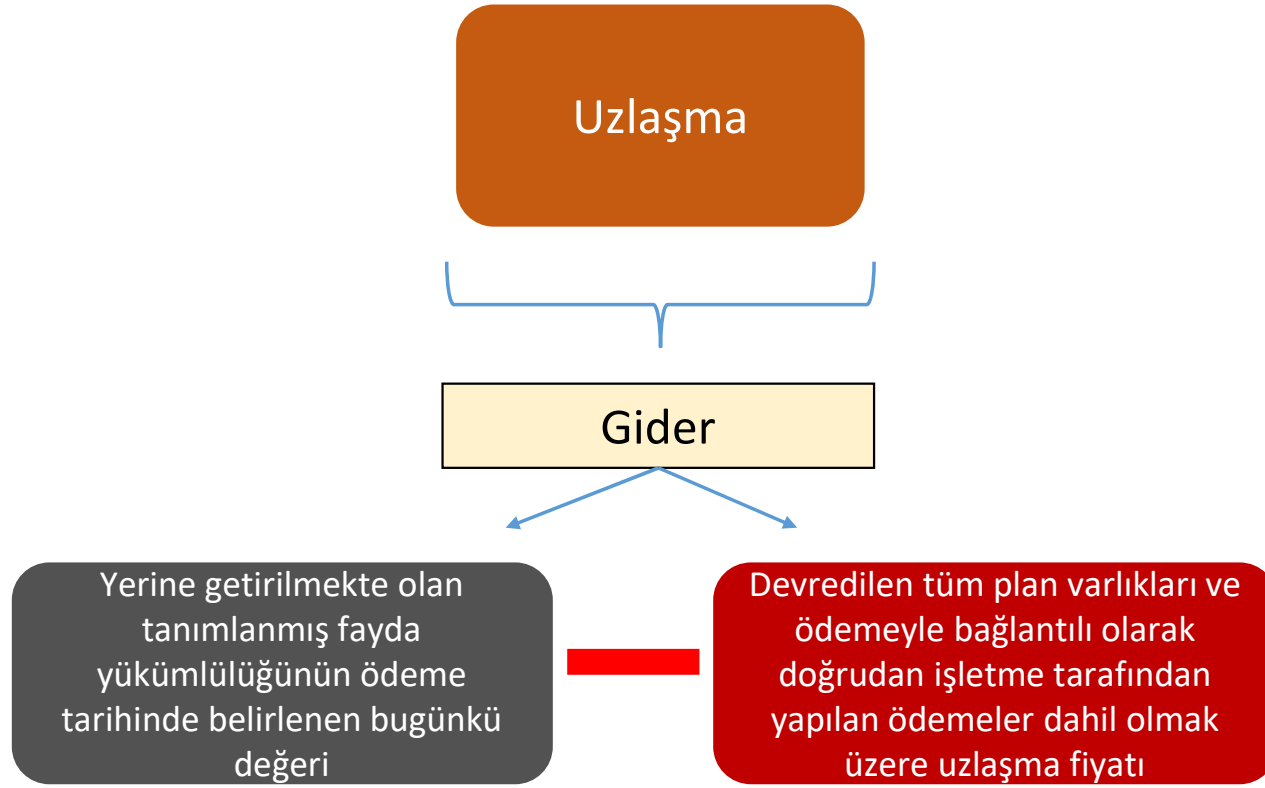 Uzlaşma
Gider
Yerine getirilmekte olan
tanımlanmış fayda
yükümlülüğünün ödeme
tarihinde belirlenen bugünkü
değeri
Devredilen tüm plan varlıkları ve
ödemeyle bağlantılı olarak
doğrudan işletme tarafından
yapılan ödemeler dahil olmak
üzere uzlaşma fiyatı